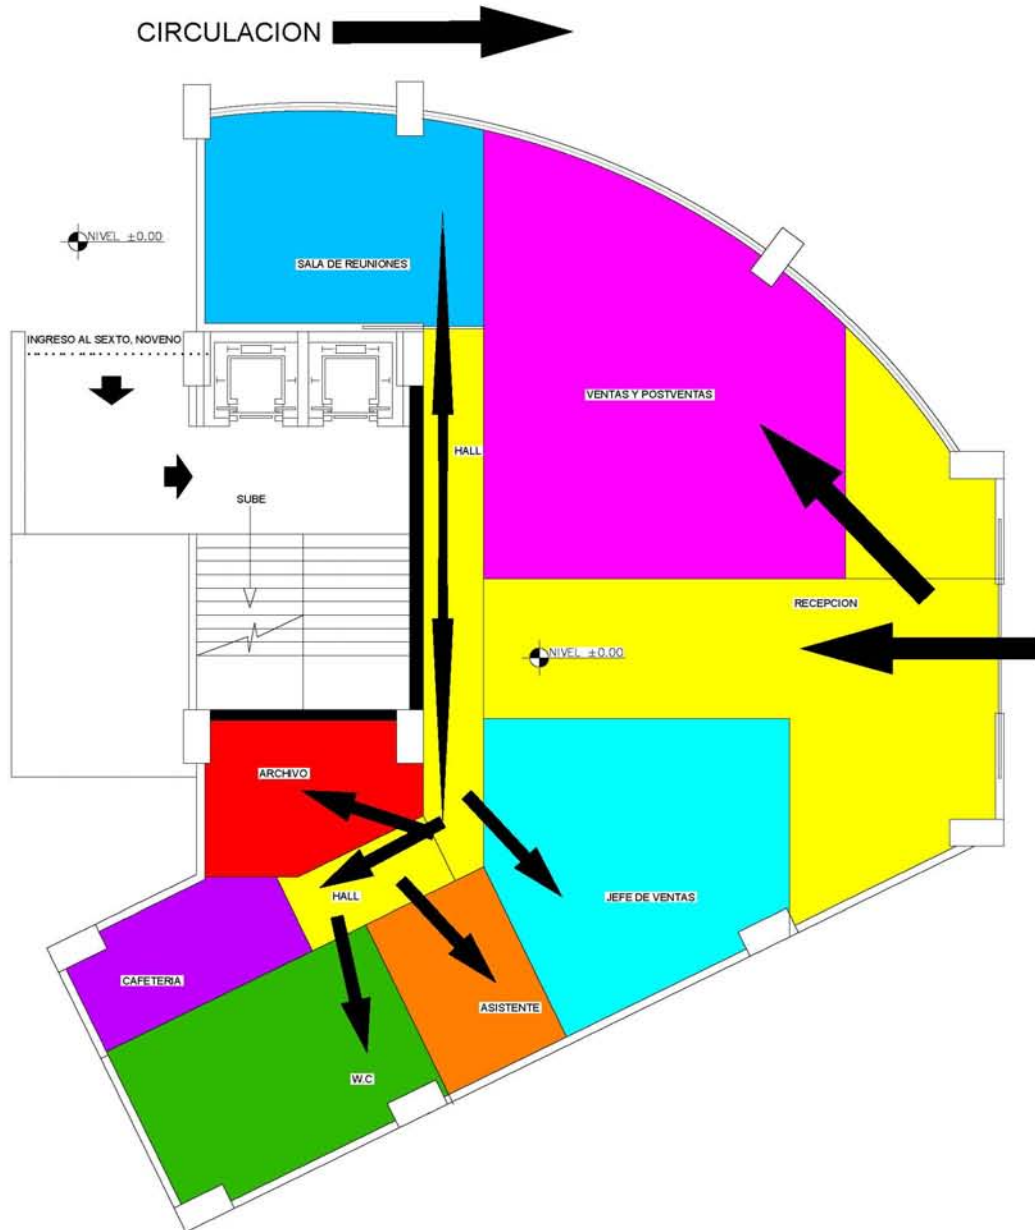 CIRCULACION
NIVEL ±0.00
SALA DE REUNIONES
INGRESO AL SEXTO, NOVENO
VENTAS Y POSTVENTAS
HALL
SUBE
RECEPCION
NIVEL ±0.00
ARCHIVO
HALL
JEFE DE VENTAS
CAFETERIA
ASISTENTE
W.C